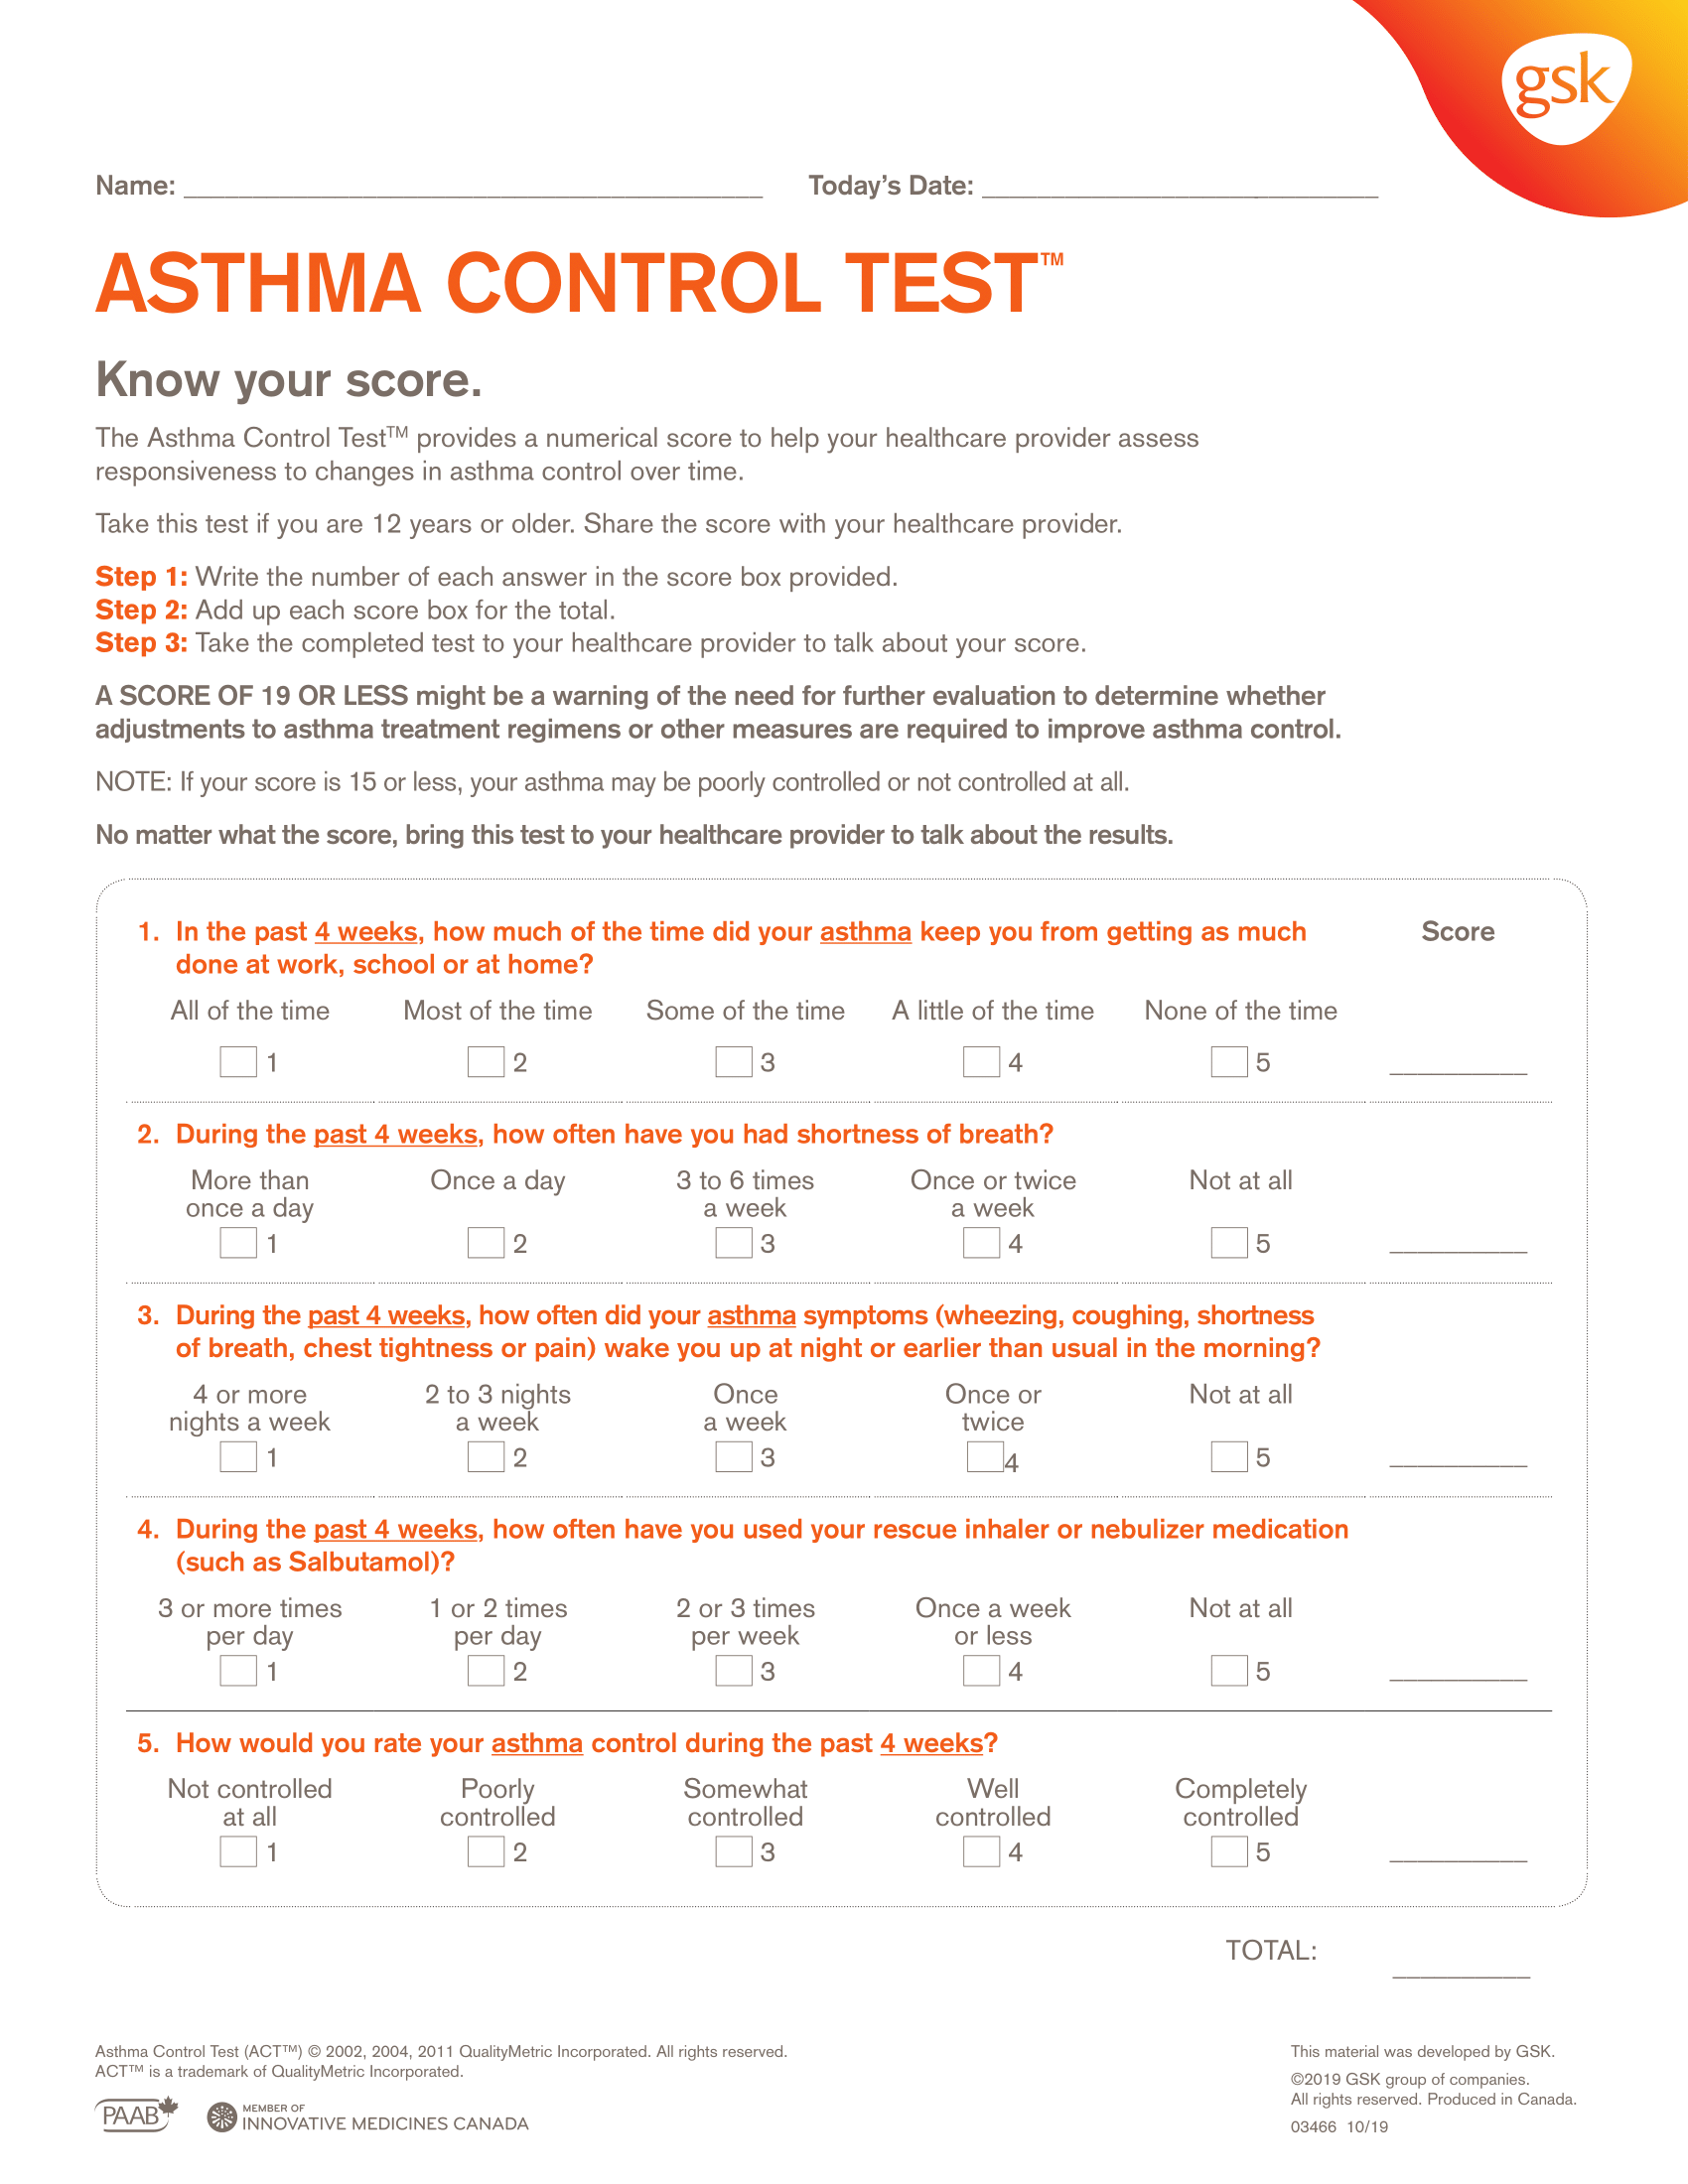 gsk
Name: ________________ Today's Date: ________________
ASTHMA CONTROL TEST™
Know your score.
The Asthma Control Test™ provides a numerical score to help your healthcare provider assess
responsiveness to changes in asthma control over time.
Take this test if you are 12 years or older. Share the score with your healthcare provider.
Step 1: Write the number of each answer in the score box provided.
Step 2: Add up each score box for the total.
Step 3: Take the completed test to your healthcare provider to talk about your score.
A SCORE OF 19 OR LESS might be a warning of the need for further evaluation to determine whether
adjustments to asthma treatment regimens or other measures are required to improve asthma control.
NOTE: If your score is 15 or less, your asthma may be poorly controlled or not controlled at all.
No matter what the score, bring this test to your healthcare provider to talk about the results.
1. In the past 4 weeks, how much of the time did your asthma keep you from getting as much Score
done at work, school or at home?
All of the time Most of the time Some of the time A little of the time None of the time
1 2 3 4 5 __________
2. During the past 4 weeks, how often have you had shortness of breath?
More than Once a day 3 to 6 times Once or twice Not at all
once a day a week a week
1 2 3 4 5 __________
3. During the past 4 weeks, how often did your asthma symptoms (wheezing, coughing, shortness
of breath, chest tightness or pain) wake you up at night or earlier than usual in the morning?
4 or more 2 to 3 nights Once Once or Not at all
nights a week a week a week twice
1 2 3 4 5 __________
4. During the past 4 weeks, how often have you used your rescue inhaler or nebulizer medication
(such as Salbutamol)?
3 or more times 1 or 2 times 2 or 3 times Once a week Not at all
per day per day per week or less
1 2 3 4 5 __________
5. How would you rate your asthma control during the past 4 weeks?
Not controlled Poorly Somewhat Well Completely
at all controlled controlled controlled controlled
1 2 3 4 5 __________
TOTAL: __________
Asthma Control Test (ACT™) © 2002, 2004, 2011 QualityMetric Incorporated. All rights reserved.
ACT™ is a trademark of QualityMetric Incorporated.
PAAB
MEMBER OF
INNOVATIVE MEDICINES CANADA
This material was developed by GSK.
©2019 GSK group of companies.
All rights reserved. Produced in Canada.
03466 10/19